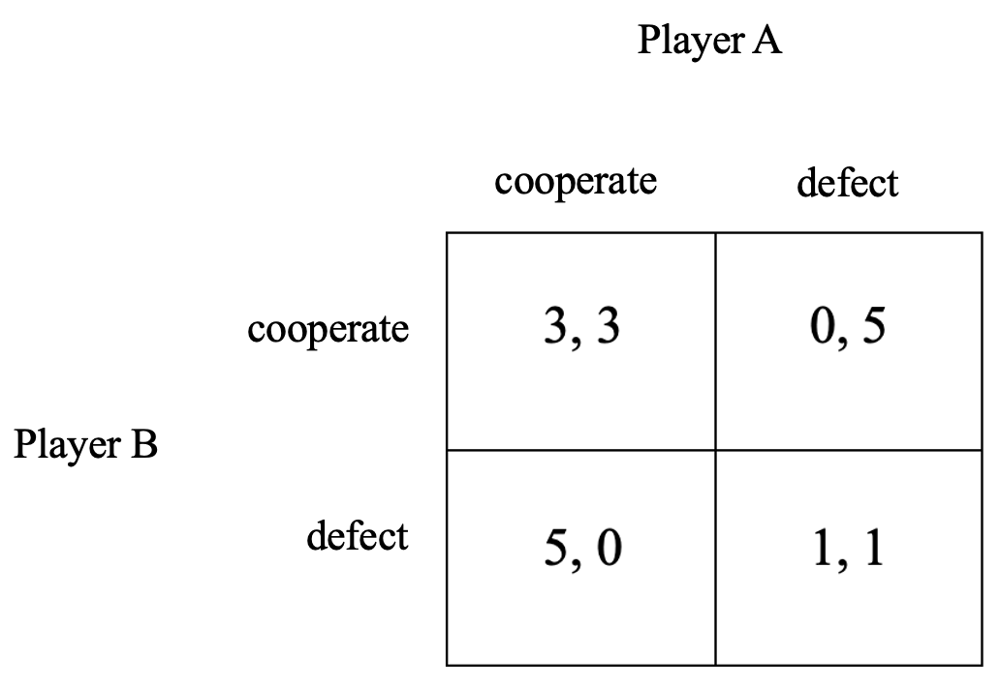 Player A
cooperate defect
cooperate 3, 3 0, 5
Player B
defect 5, 0 1, 1